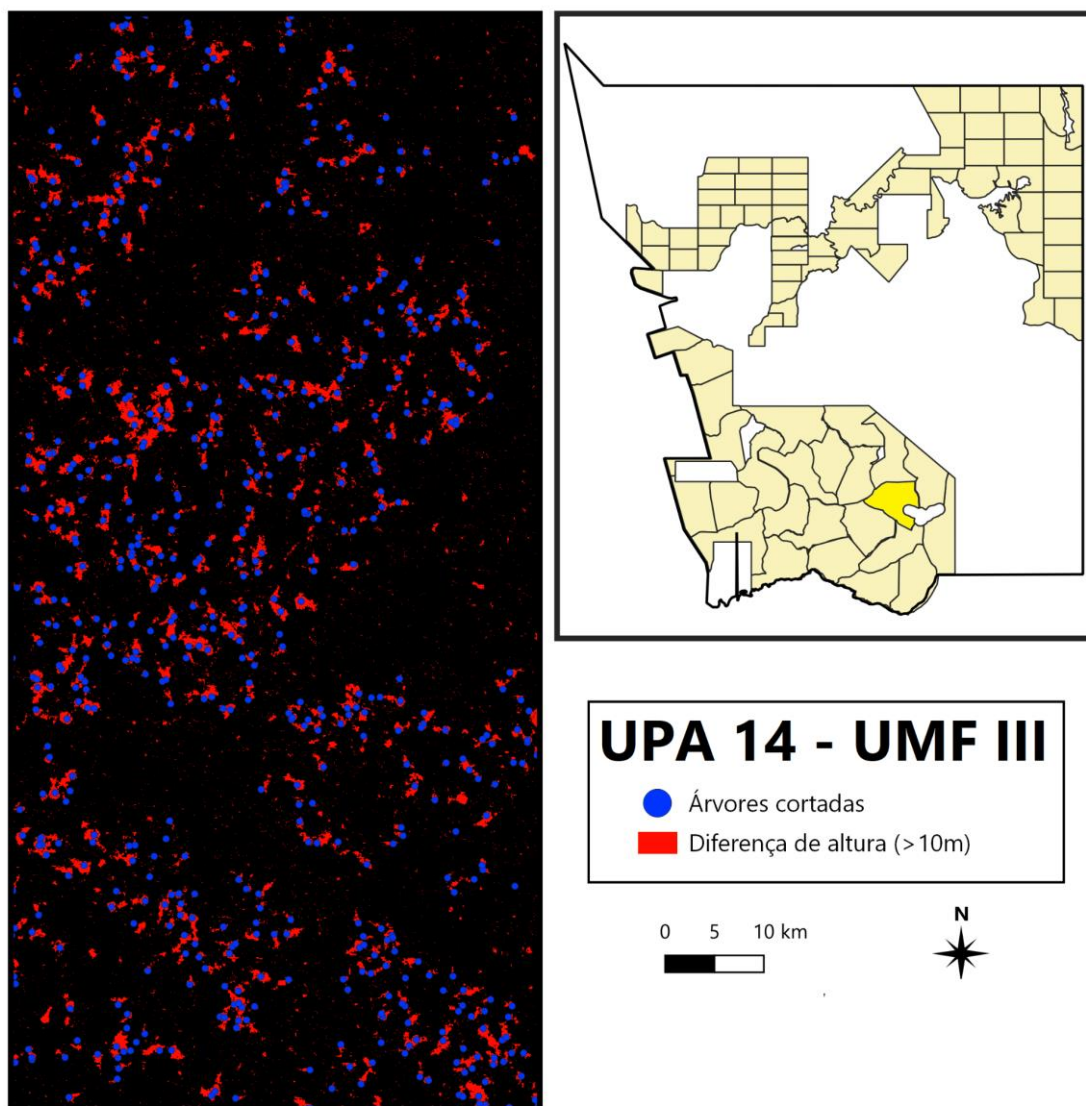 UPA 14 - UMF III
Árvores cortadas
Diferença de altura (>10m)
0 5 10 km
N